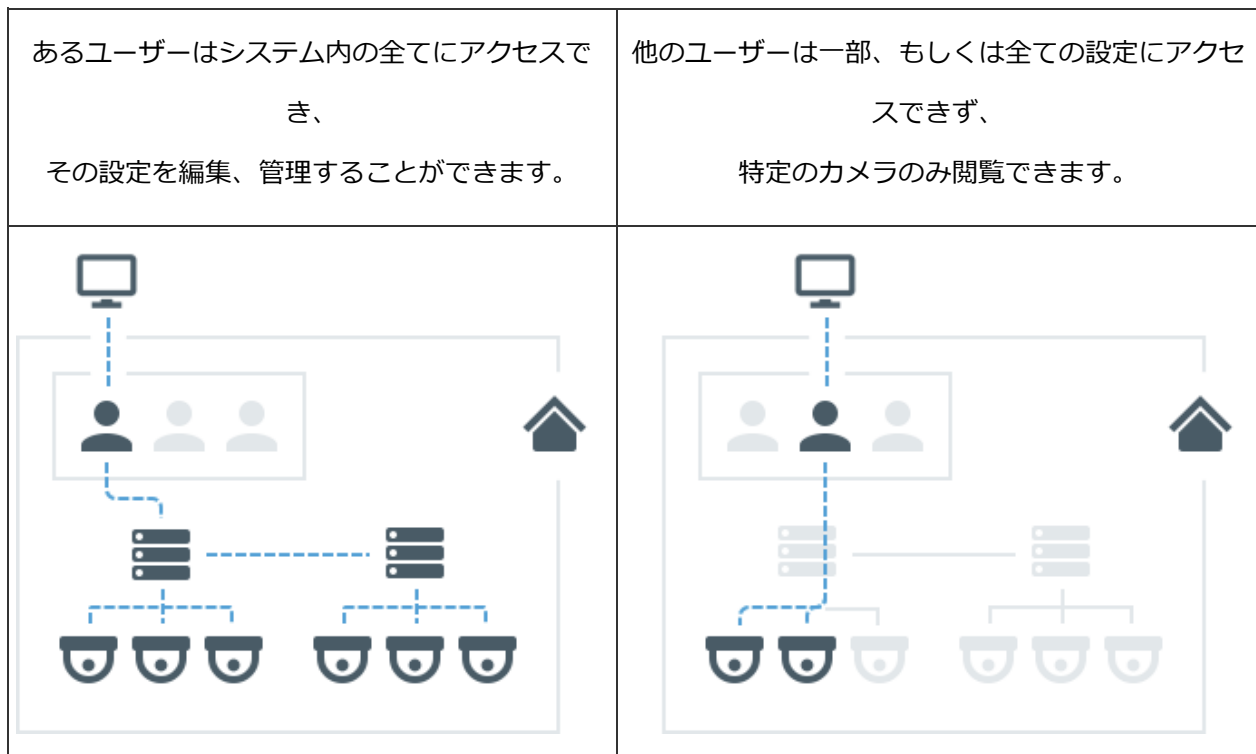 あるユーザーはシステム内の全てにアクセスで
き、
その設定を編集、管理することができます。
他のユーザーは一部、もしくは全ての設定にアクセ
スできず、
特定のカメラのみ閲覧できます。